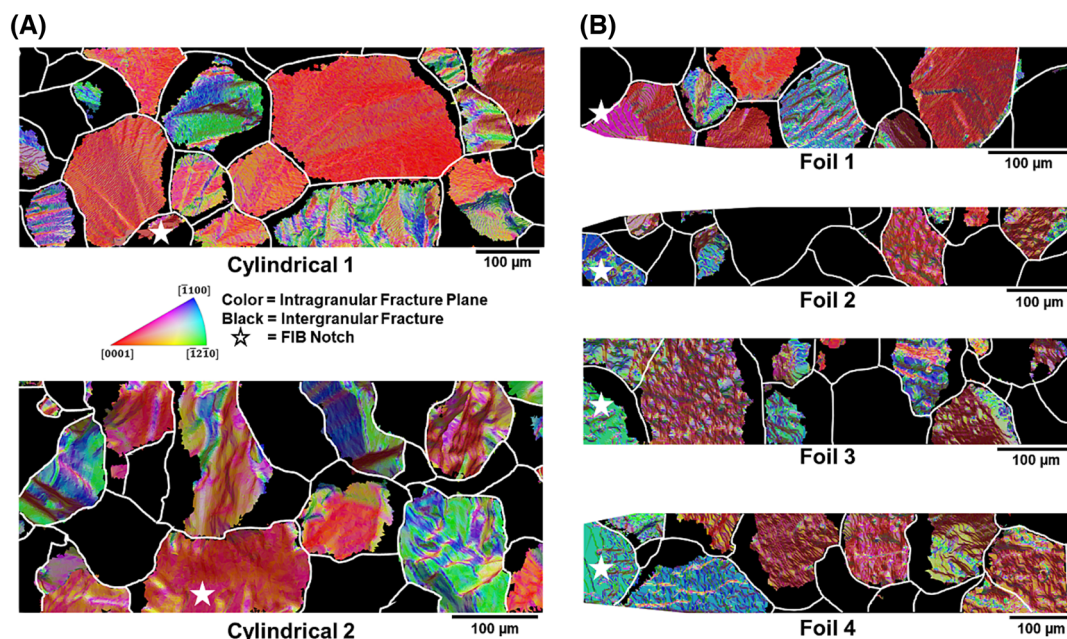 (A)
100 µm
Cylindrical 1
[1̄100]
[0001]
[1̄21̄0]
Color = Intragranular Fracture Plane
Black = Intergranular Fracture
☆ = FIB Notch
100 µm
Cylindrical 2
(B)
Foil 1
100 µm
Foil 2
100 µm
Foil 3
100 µm
Foil 4
100 µm